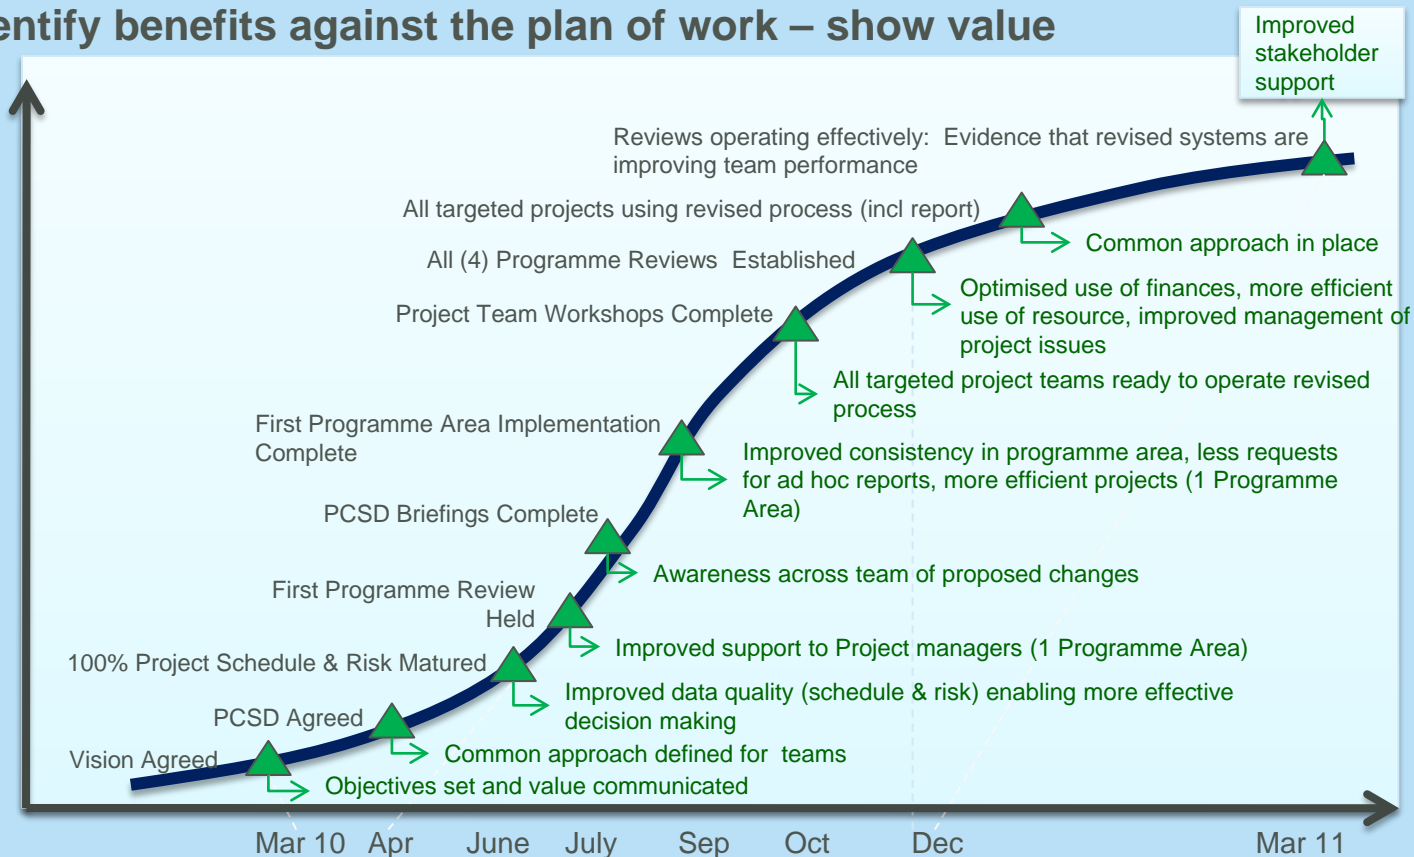 entify benefits against the plan of work – show value
Improved
stakeholder
support
Reviews operating effectively:  Evidence that revised systems are
improving team performance
All targeted projects using revised process (incl report)
Common approach in place
All (4) Programme Reviews  Established
Optimised use of finances, more efficient
use of resource, improved management of
project issues
Project Team Workshops Complete
All targeted project teams ready to operate revised
process
First Programme Area Implementation
Complete
Improved consistency in programme area, less requests
for ad hoc reports, more efficient projects (1 Programme
Area)
PCSD Briefings Complete
Awareness across team of proposed changes
First Programme Review
Held
Improved support to Project managers (1 Programme Area)
100% Project Schedule & Risk Matured
Improved data quality (schedule & risk) enabling more effective
decision making
PCSD Agreed
Common approach defined for  teams
Vision Agreed
Objectives set and value communicated
Mar 10 Apr June July Sep Oct Dec Mar 11